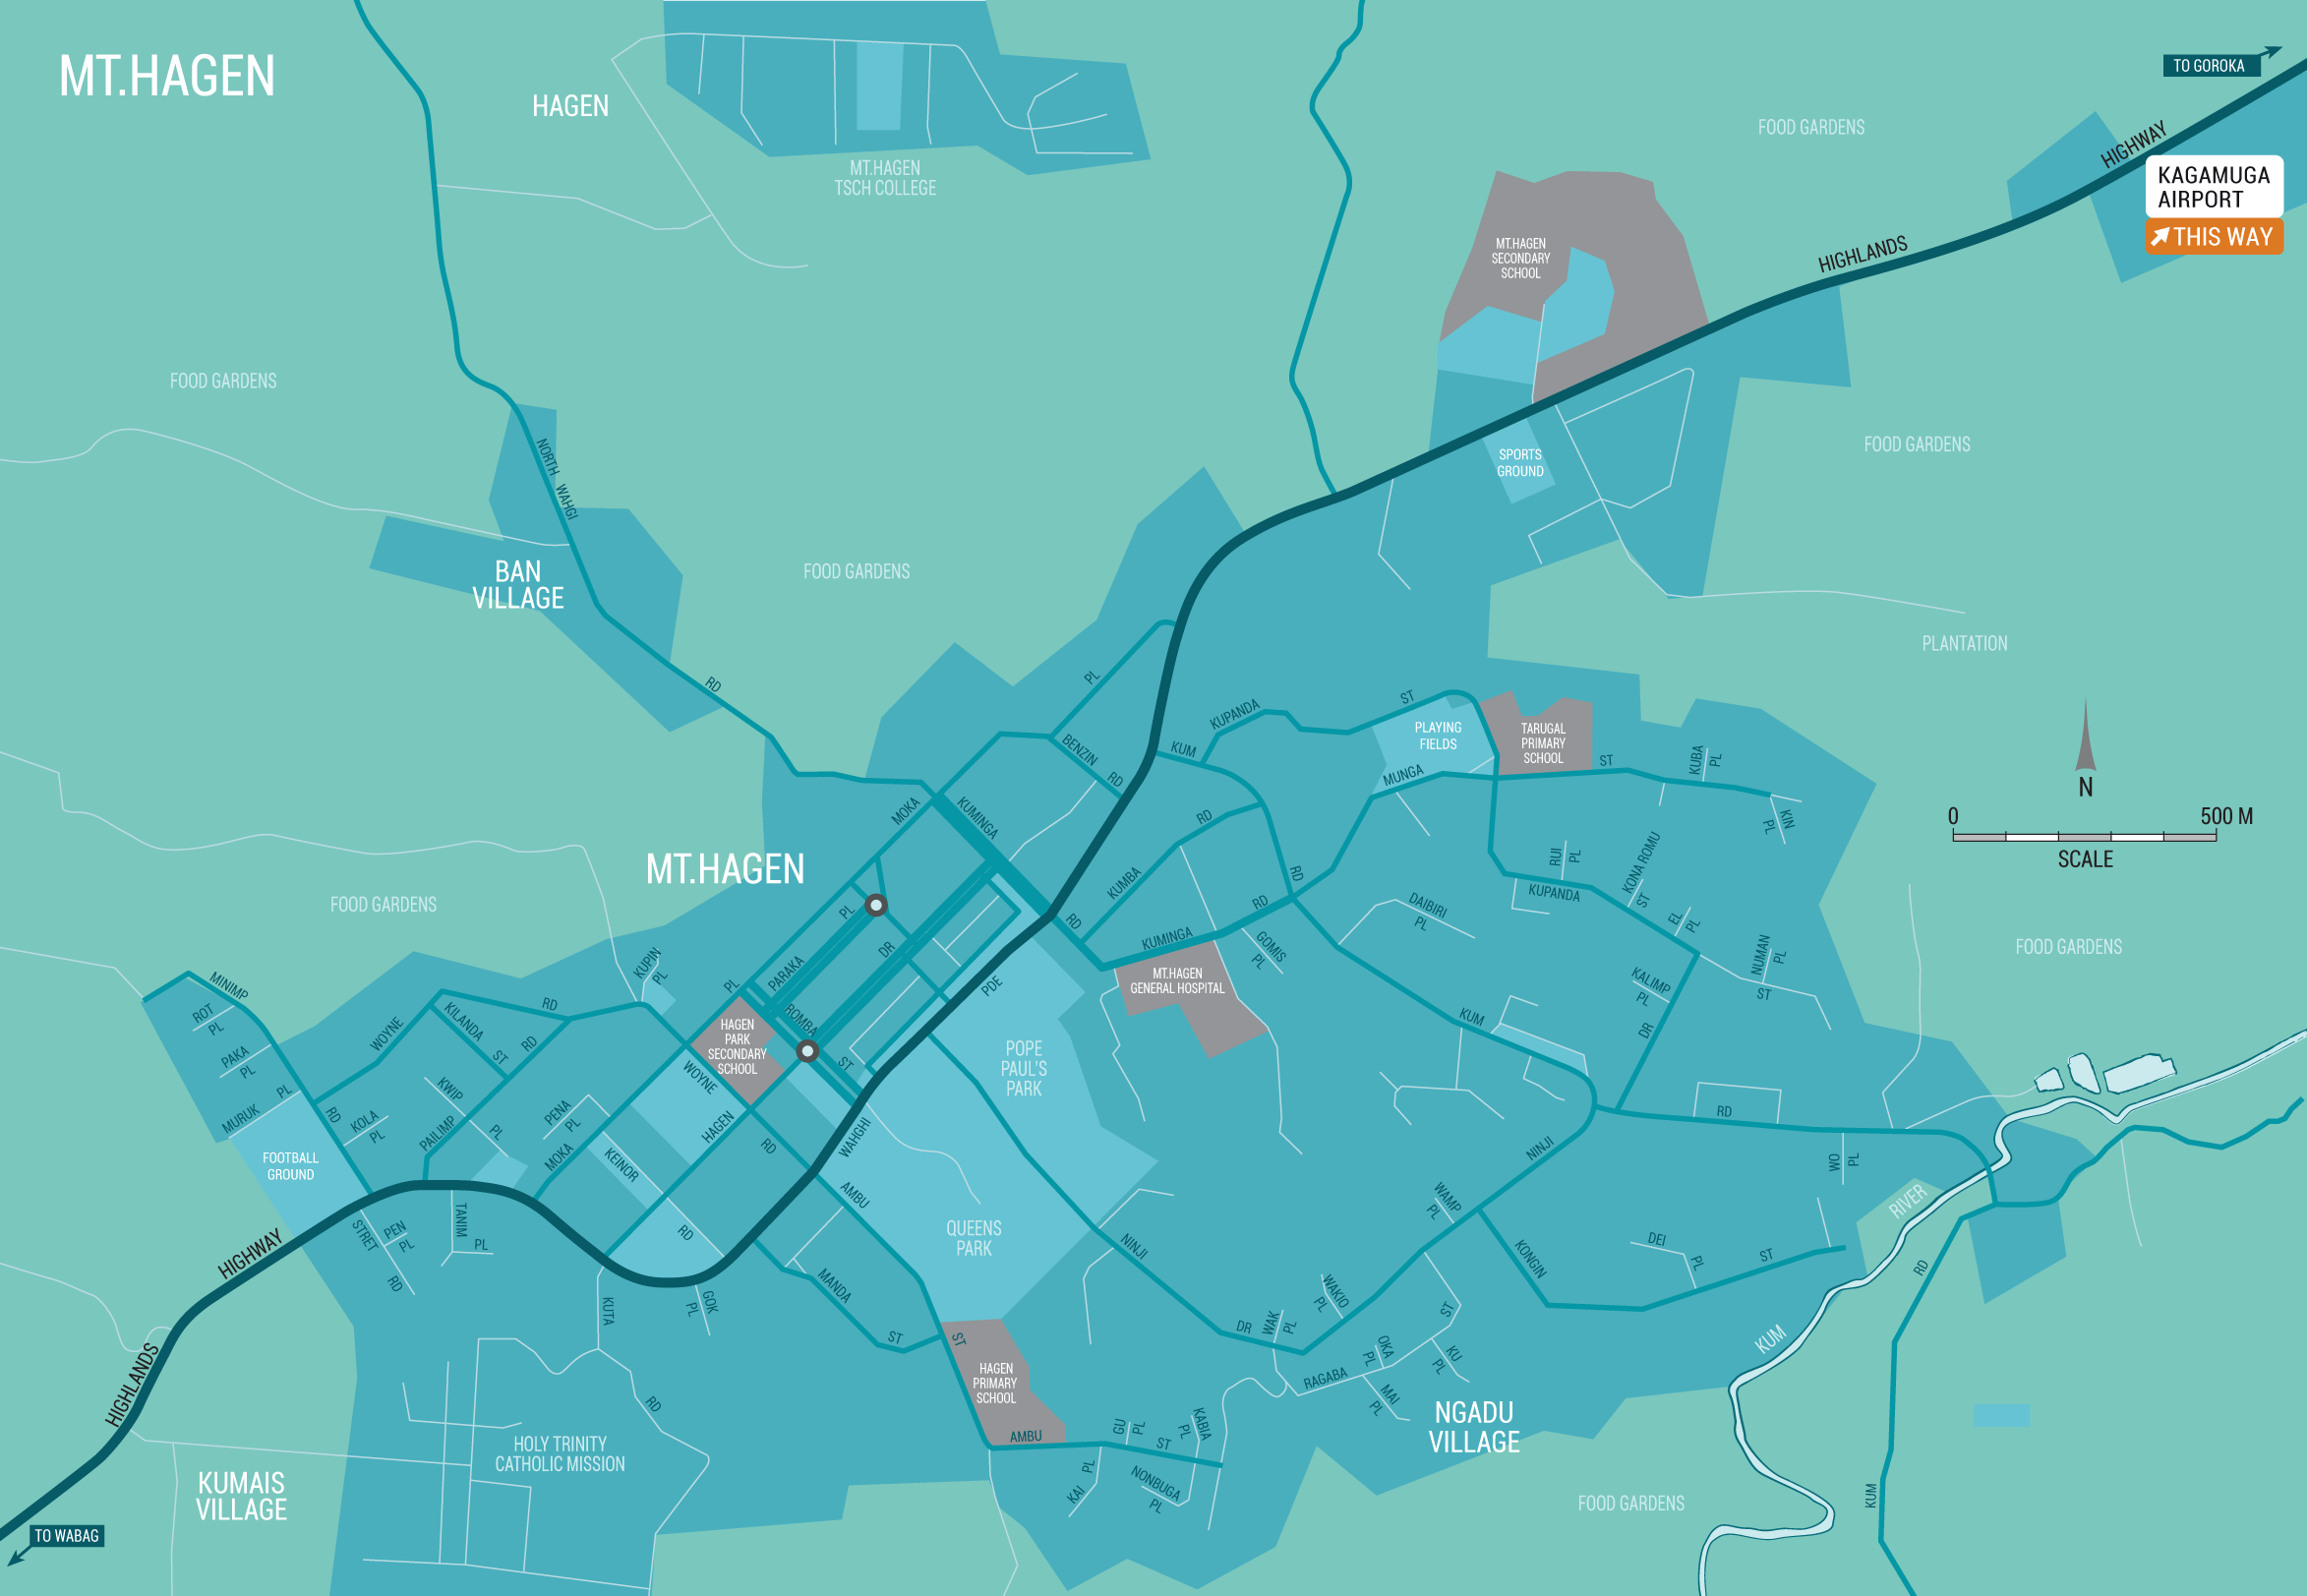 MT.HAGEN
HAGEN
MT.HAGEN
TSCH COLLEGE
TO GOROKA
FOOD GARDENS
HIGHWAY
KAGAMUGA
AIRPORT
THIS WAY
HIGHLANDS
MT.HAGEN
SECONDARY
SCHOOL
FOOD GARDENS
NORTH WAHGI
SPORTS
GROUND
FOOD GARDENS
BAN
VILLAGE
FOOD GARDENS
RD
PLANTATION
PL
BENZIN RD
KUM
KUPANDA
ST
PLAYING
FIELDS
TARUGAL
PRIMARY
SCHOOL
MUNGA
ST
KUBA
PL
N
0
500 M
SCALE
KIN
PL
MOKA
KUMINGA
RD
MT.HAGEN
KUMBA
RD
RD
KUMINGA
RD
RUI
PL
KONA ROMU
ST
KUPANDA
DAIBIRI
PL
EL
PL
FOOD GARDENS
PL
DR
PARAKA
PL
ROMBA
ST
PDE
GOMIS
PL
MT.HAGEN
GENERAL HOSPITAL
NUMAN
PL
ST
KALIMP
PL
DR
FOOD GARDENS
KUPIN
PL
MINIMP
ROT
PL
PAKA
PL
MURUK
PL
RD
WOYNE
KILANDA
ST
RD
RD
KWIP
PL
PAILIMP
KOLA
PL
PENA
PL
MOKA
KEINOR
RD
HAGEN
PARK
SECONDARY
SCHOOL
WOYNE
RD
HAGEN
WAHGHI
AMBU
POPE
PAUL'S
PARK
KUM
RD
FOOTBALL
GROUND
QUEENS
PARK
NINJI
NINJI
WAMP
PL
WO
PL
RIVER
HIGHWAY
STRET
RD
PEN
PL
TANIM
PL
KUTA
RD
GOK
PL
MANDA
ST
ST
DR
WAK
PL
WAKIO
PL
KONGIN
ST
DEI
PL
RD
KUM
KUM
HIGHLANDS
HAGEN
PRIMARY
SCHOOL
AMBU
ST
RAGABA
ST
OKA
PL
KU
PL
MAI
PL
NGADU
VILLAGE
GU
PL
KABIA
PL
KAI
PL
NONBUGA
PL
HOLY TRINITY
CATHOLIC MISSION
KUMAIS
VILLAGE
FOOD GARDENS
TO WABAG